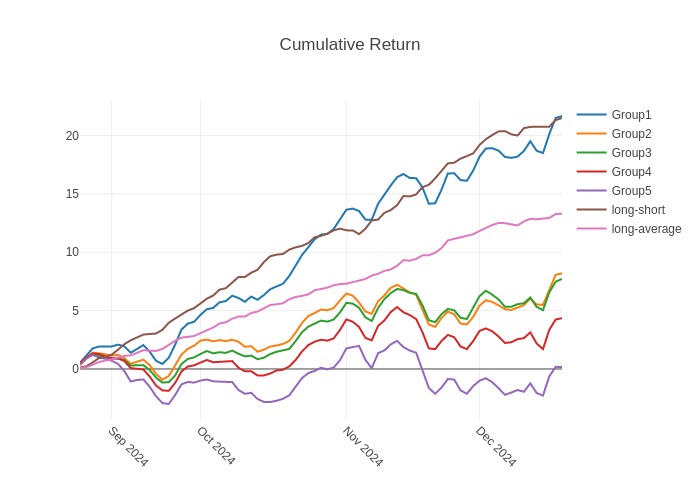 Cumulative Return
20
15
10
5
0
Sep 2024
Oct 2024
Nov 2024
Dec 2024
Group1
Group2
Group3
Group4
Group5
long-short
long-average